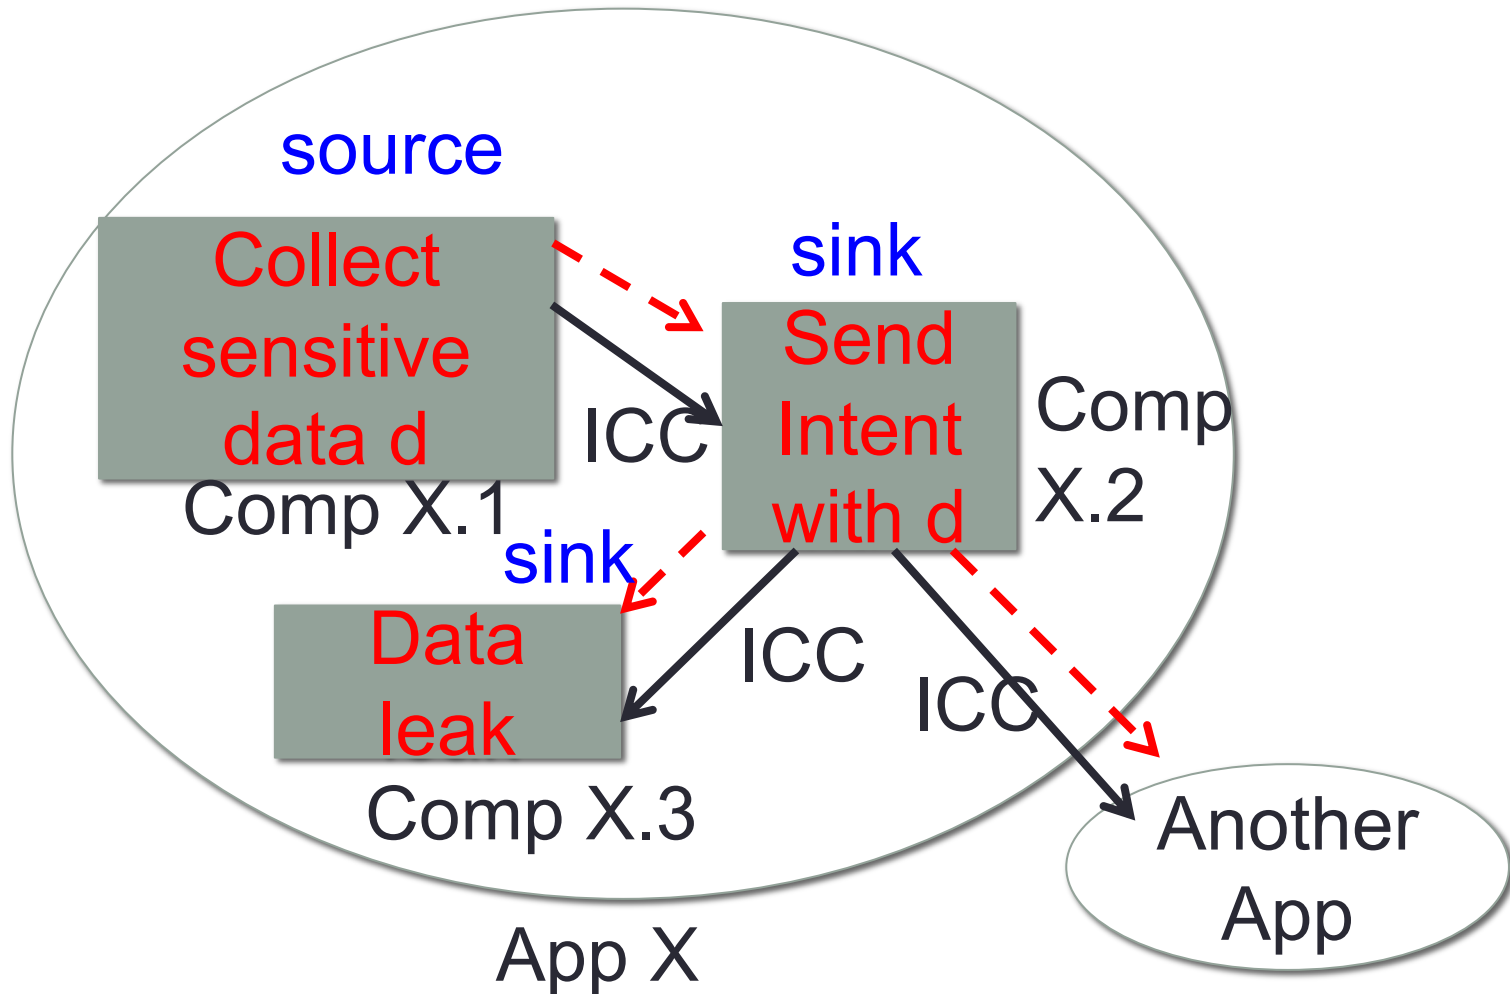 source
Collect
sensitive
data d
Comp X.1
sink
Send
Intent
with d
Comp
X.2
ICC
sink
Data
leak
Comp X.3
ICC
ICC
Another
App
App X